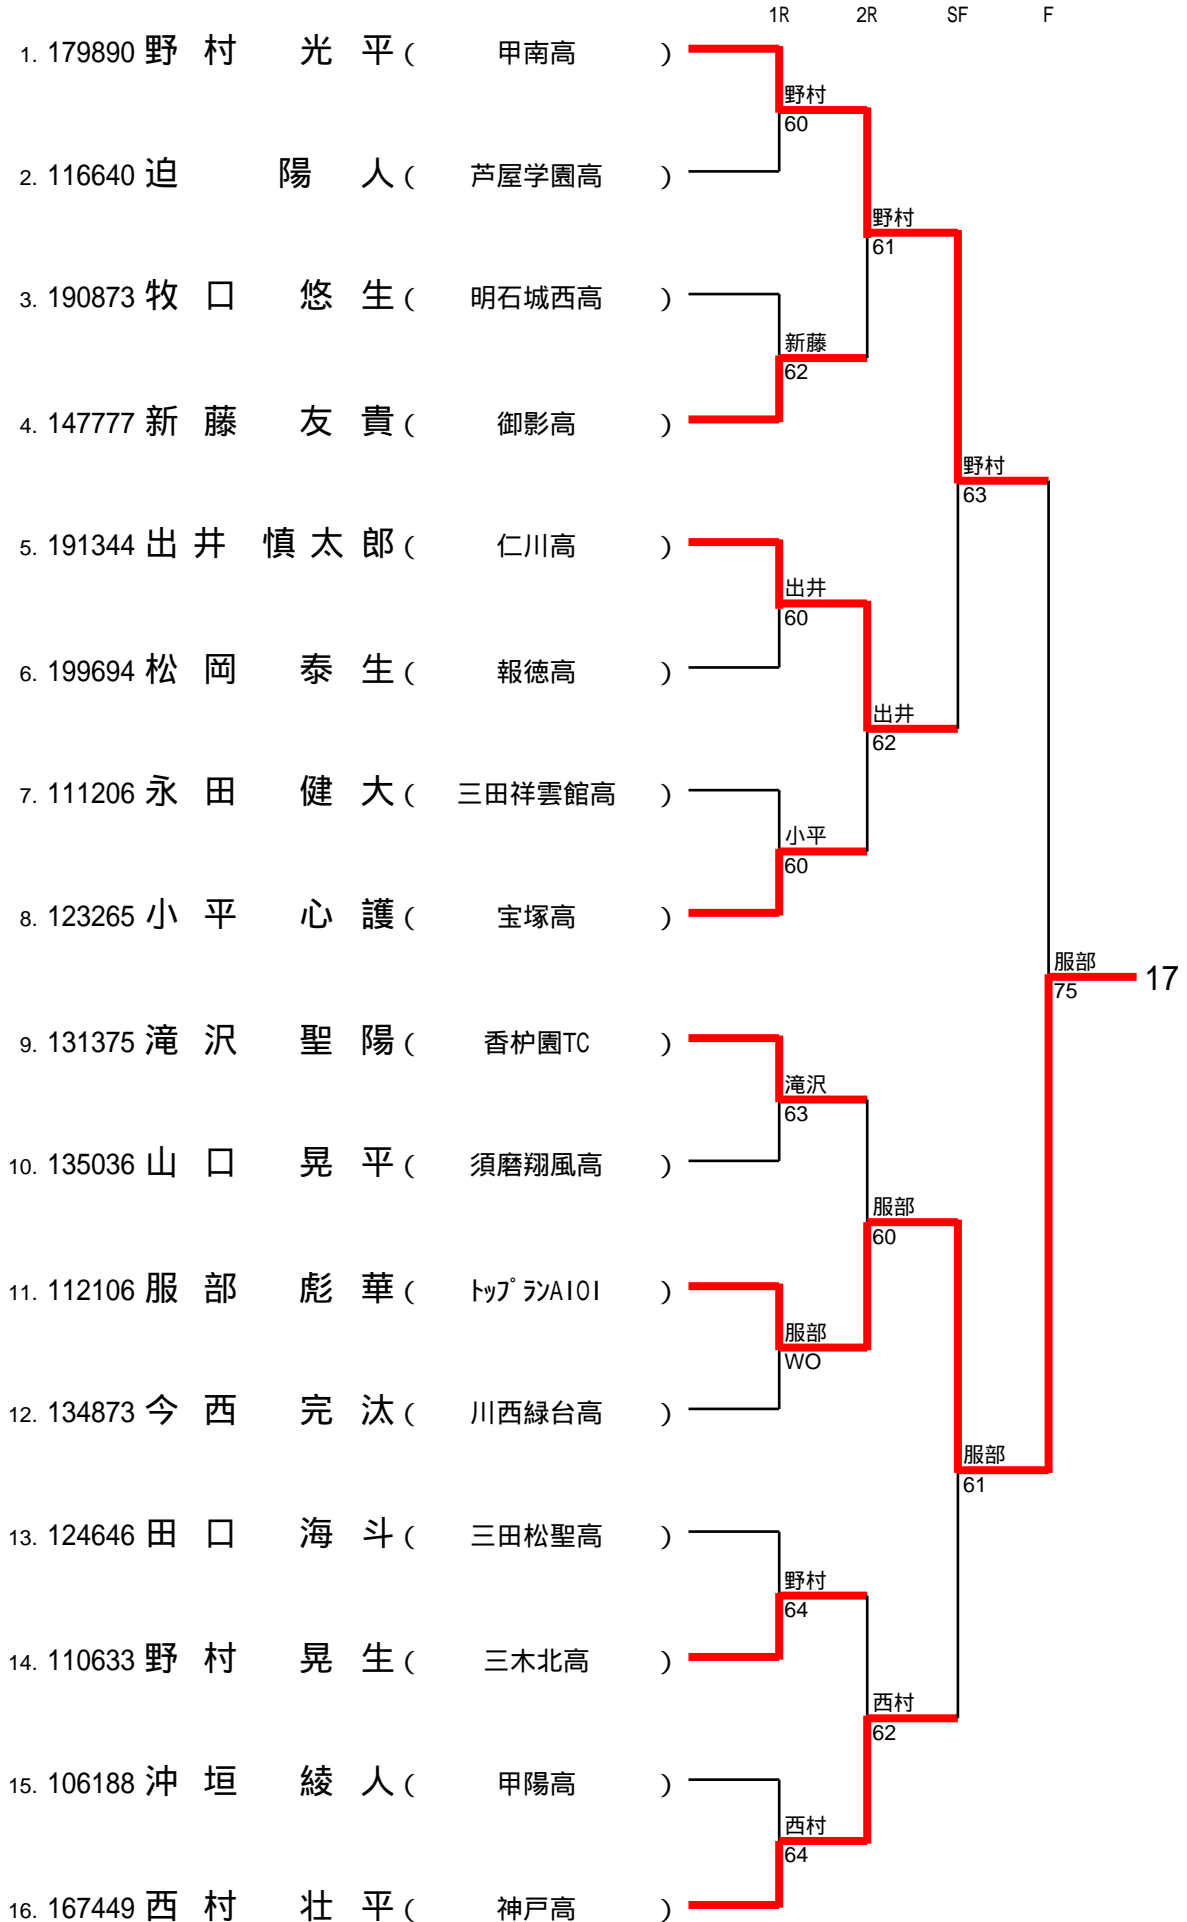 1R 2R SF F
1. 179890 野 村 光 平 ( 甲南高 )
野村
60
2. 116640 迫 陽 人 ( 芦屋学園高 )
野村
61
3. 190873 牧 口 悠 生 ( 明石城西高 )
新藤
62
4. 147777 新 藤 友 貴 ( 御影高 )
野村
63
5. 191344 出 井 慎 太 郎 ( 仁川高 )
出井
60
6. 199694 松 岡 泰 生 ( 報徳高 )
出井
62
7. 111206 永 田 健 大 ( 三田祥雲館高 )
小平
60
8. 123265 小 平 心 護 ( 宝塚高 )
服部
75
17
9. 131375 滝 沢 聖 陽 ( 香枦園TC )
滝沢
63
10. 135036 山 口 晃 平 ( 須磨翔風高 )
服部
60
11. 112106 服 部 彪 華 ( ﾄｯﾌﾟﾗﾝAIOI )
服部
WO
12. 134873 今 西 完 汰 ( 川西緑台高 )
服部
61
13. 124646 田 口 海 斗 ( 三田松聖高 )
野村
64
14. 110633 野 村 晃 生 ( 三木北高 )
西村
62
15. 106188 沖 垣 綾 人 ( 甲陽高 )
西村
64
16. 167449 西 村 壮 平 ( 神戸高 )